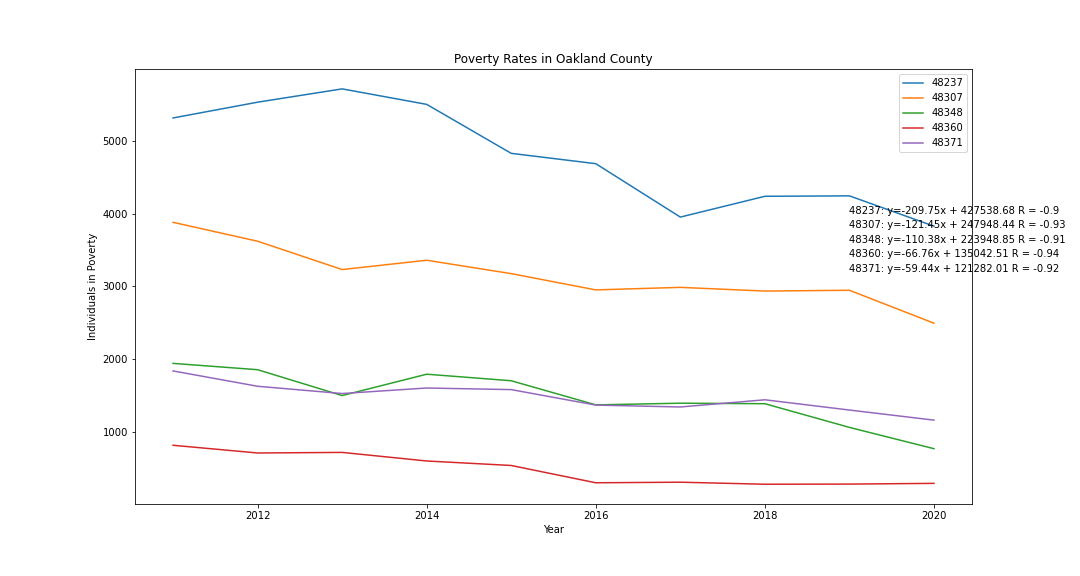 Poverty Rates in Oakland County
48237
48307
48348
48360
48371
5000
4000
3000
2000
1000
Individuals in Poverty
48237: y=-209.75x + 427538.68 R = -0.9
48307: y=-121.45x + 247948.44 R = -0.93
48348: y=-110.38x + 223948.85 R = -0.91
48360: y=-66.76x + 135042.51 R = -0.94
48371: y=-59.44x + 121282.01 R = -0.92
2012 2014 2016 2018 2020
Year